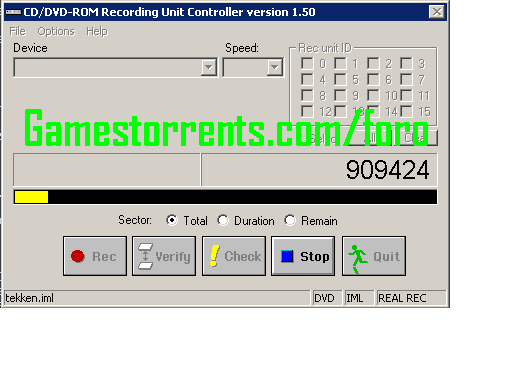 CD/DVD-ROM Recording Unit Controller version 1.50
File Options Help
Device Speed: Rec unit ID
0 1 2 3
4 5 6 7
8 9 10 11
12 13 14 15
Gamestorrents.com/foro
909424
Sector: Total Duration Remain
Rec Verify Check Stop Quit
tekken.iml DVD IML REAL REC